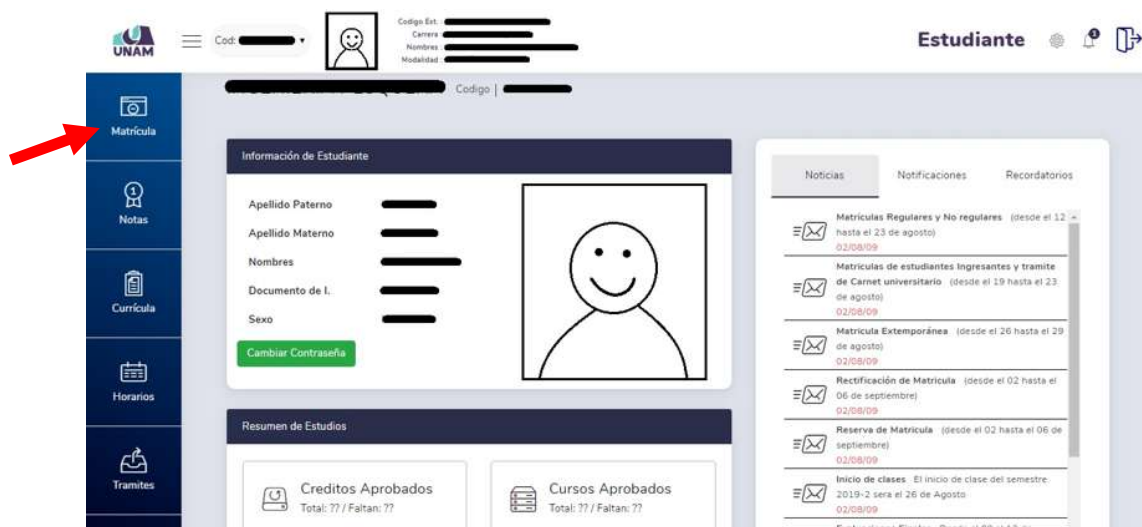 UNAM
Cod:
Codigo Est. :
Carrera
Nombres
Modalidad :
Estudiante
Codigo |
Matrícula
Notas
Currícula
Horarios
Tramites
Información de Estudiante
Apellido Paterno
Apellido Materno
Nombres
Documento de I.
Sexo
Cambiar Contraseña
Resumen de Estudios
Creditos Aprobados
Total: ?? / Faltan: ??
Cursos Aprobados
Total: ?? / Faltan: ??
Noticias Notificaciones Recordatorios
Matriculas Regulares y No regulares (desde el 12
hasta el 23 de agosto)
02/08/09
Matriculas de estudiantes Ingresantes y tramite
de Carnet universitario (desde el 19 hasta el 23
de agosto)
02/08/09
Matricula Extemporánea (desde el 26 hasta el 29
de agosto)
02/08/09
Rectificación de Matricula (desde el 02 hasta el
06 de septiembre)
02/08/09
Reserva de Matricula (desde el 02 hasta el 06 de
septiembre)
02/08/09
Inicio de clases El inicio de clase del semestre
2019-2 sera el 26 de Agosto
02/08/09